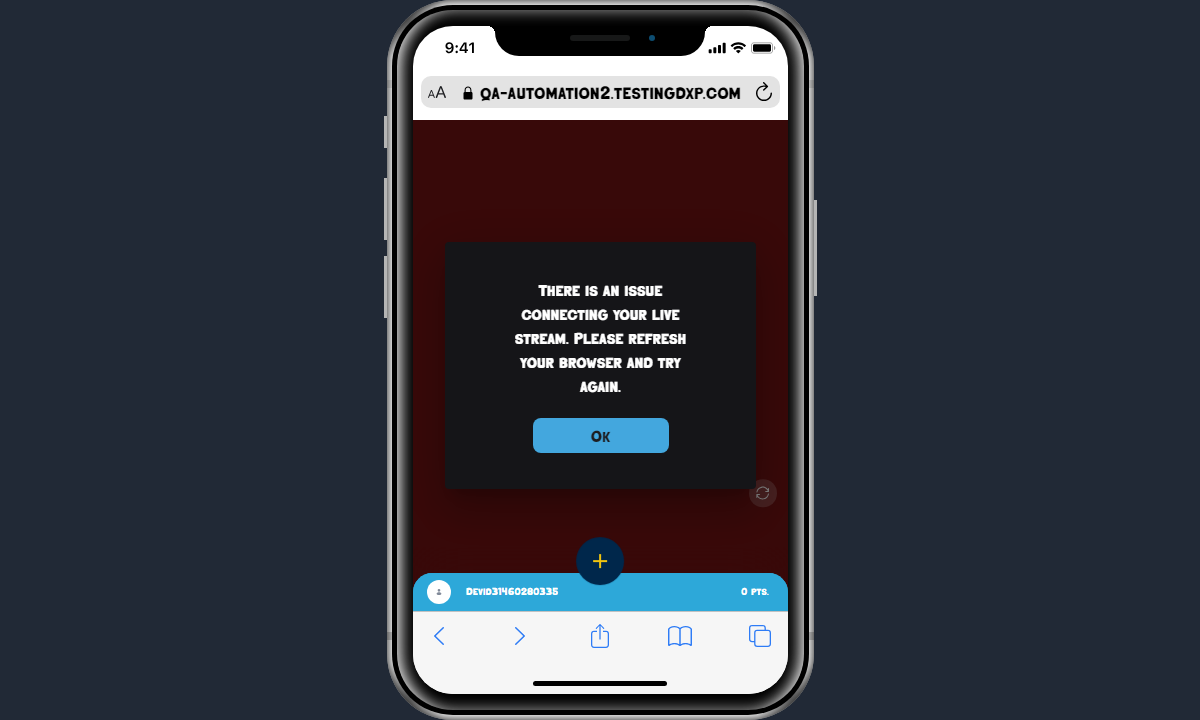 9:41
AA QA-AUTOMATION2.TESTINGDXP.COM
THERE IS AN ISSUE
CONNECTING YOUR LIVE
STREAM. PLEASE REFRESH
YOUR BROWSER AND TRY
AGAIN.
OK
DEVID31460280335 0 PTS.